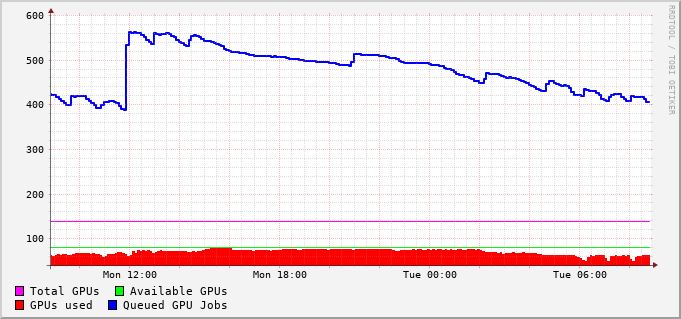 600
500
400
300
200
100
Mon 12:00 Mon 18:00 Tue 00:00 Tue 06:00
Total GPUs Available GPUs
GPUs used Queued GPU Jobs
RRDTOOL / TOBI OETIKER